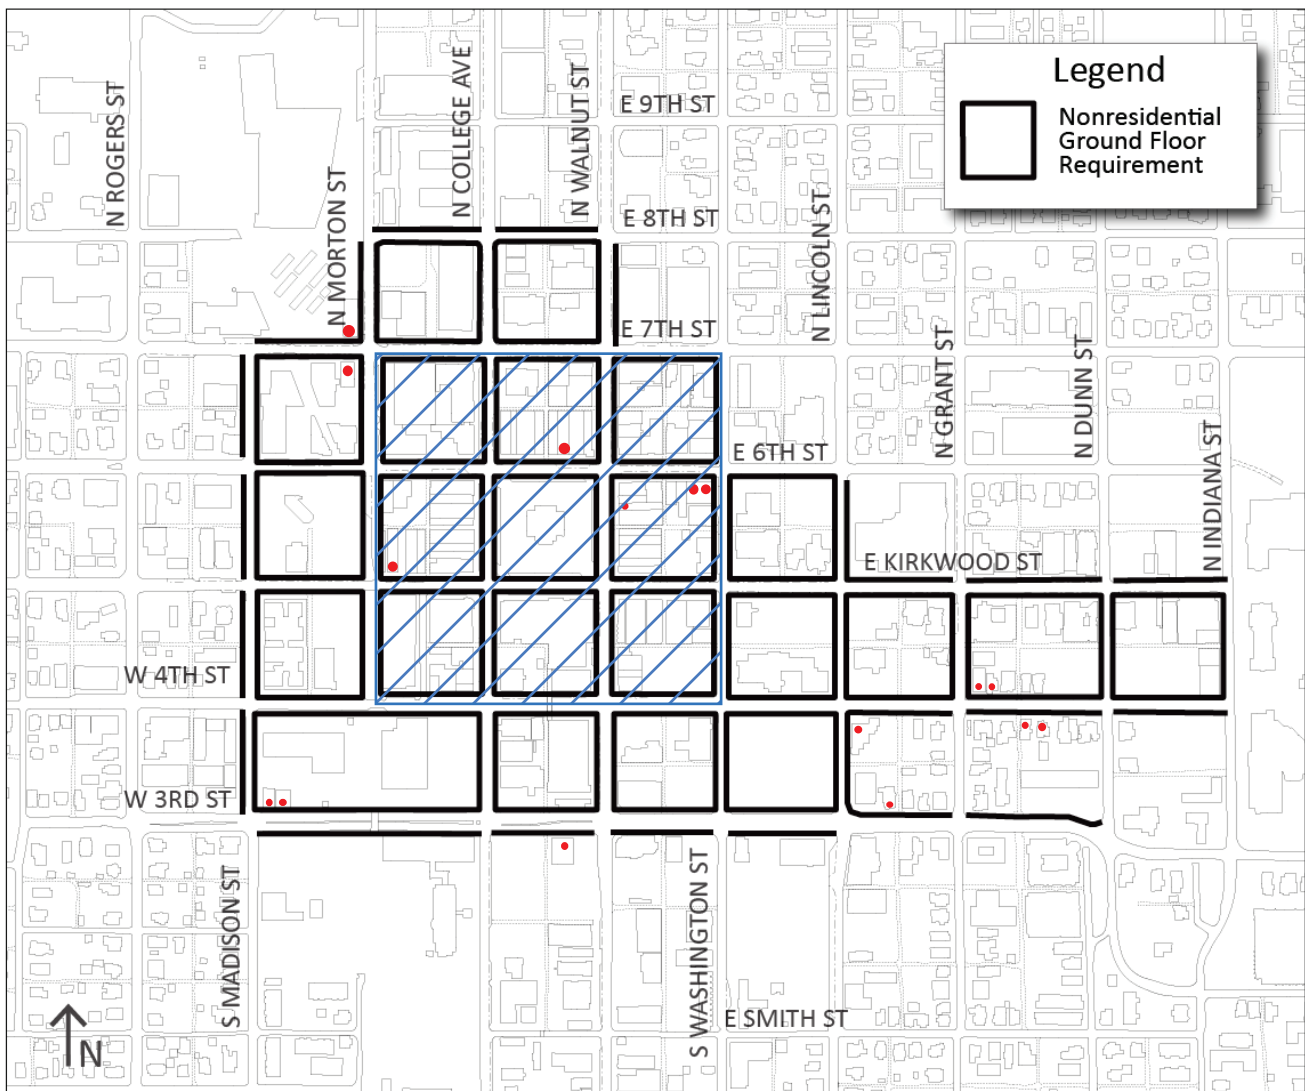 Legend
Nonresidential
Ground Floor
Requirement
N ROGERS ST
N MORTON ST
N COLLEGE AVE
N WALNUT ST
E 9TH ST
E 8TH ST
E 7TH ST
N LINCOLN ST
N GRANT ST
N DUNN ST
N INDIANA ST
E 6TH ST
E KIRKWOOD ST
W 4TH ST
W 3RD ST
S MADISON ST
S WASHINGTON ST
E SMITH ST
N